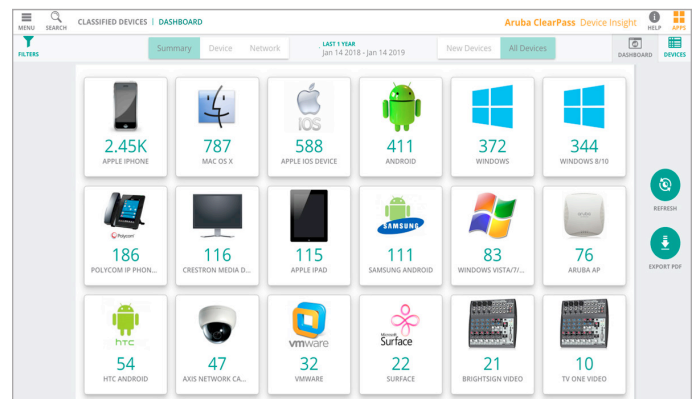 CLASSIFIED DEVICES | DASHBOARD
Aruba ClearPass Device Insight
MENU
SEARCH
HELP
APPS
FILTERS
Summary
Device
Network
LAST 1 YEAR
Jan 14 2018 - Jan 14 2019
New Devices
All Devices
DASHBOARD
DEVICES
iOS
2.45K
787
588
411
372
344
APPLE IPHONE
MAC OS X
APPLE IOS DEVICE
ANDROID
WINDOWS
WINDOWS 8/10
Polycom
SAMSUNG
186
116
115
111
83
76
POLYCOM IP PHON...
CRESTRON MEDIA D...
APPLE IPAD
SAMSUNG ANDROID
WINDOWS VISTA/7/...
ARUBA AP
REFRESH
EXPORT PDF
hTC
vmware
Microsoft
Surface
54
47
32
22
21
10
HTC ANDROID
AXIS NETWORK CA...
VMWARE
SURFACE
BRIGHTSIGN VIDEO
TV ONE VIDEO